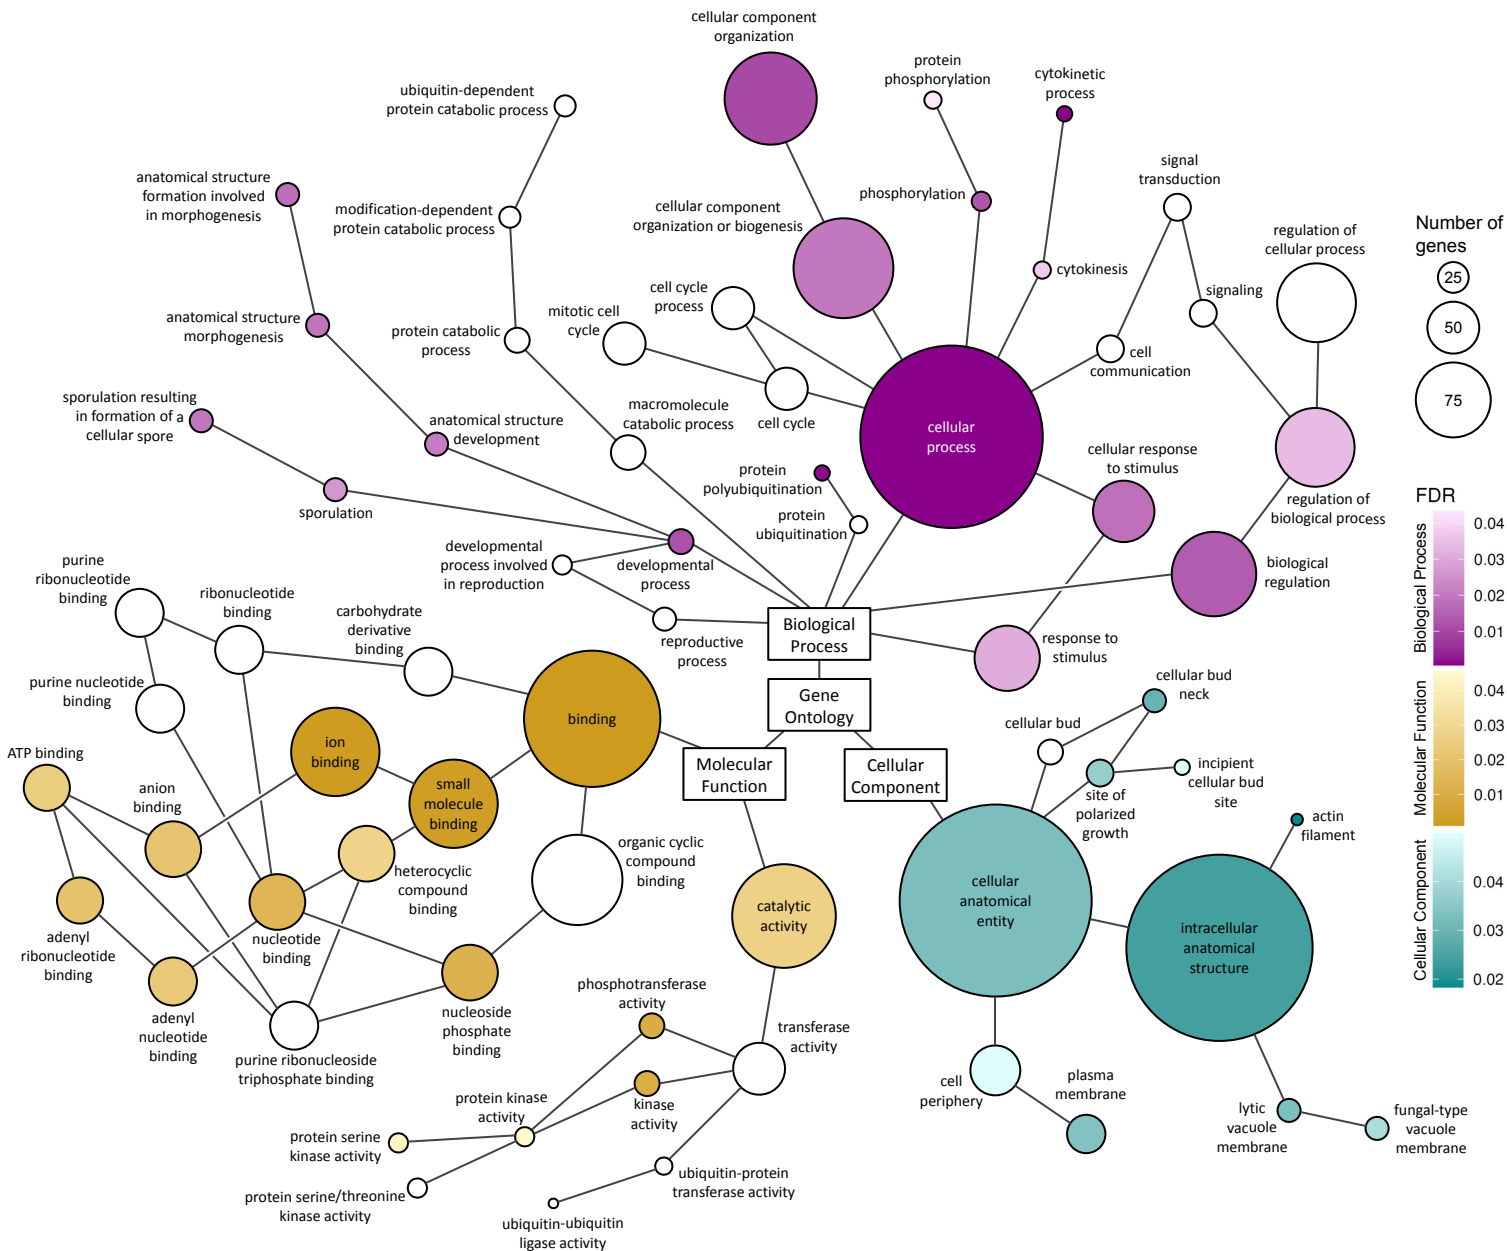 cellular component
organization
protein
phosphorylation
cytokinetic
process
ubiquitin-dependent
protein catabolic process
signal
transduction
anatomical structure
formation involved
in morphogenesis
modification-dependent
protein catabolic process
phosphorylation
cellular component
organization or biogenesis
regulation of
cellular process
Number of
genes
25
50
75
cytokinesis
signaling
cell cycle
process
mitotic cell
cycle
anatomical structure
morphogenesis
protein catabolic
process
cell
communication
cell cycle
sporulation resulting
in formation of a
cellular spore
anatomical structure
development
macromolecule
catabolic process
cellular
process
cellular response
to stimulus
protein
polyubiquitination
regulation of
biological process
sporulation
protein
ubiquitination
developmental
process involved
in reproduction
developmental
process
biological
regulation
FDR
Biological Process
0.04
0.03
0.02
0.01
purine
ribonucleotide
binding
ribonucleotide
binding
carbohydrate
derivative
binding
reproductive
process
Biological
Process
response to
stimulus
purine nucleotide
binding
binding
Gene
Ontology
cellular bud
neck
cellular bud
Molecular Function
0.04
0.03
0.02
0.01
ATP binding
ion
binding
Molecular
Function
Cellular
Component
incipient
cellular bud
site
anion
binding
small
molecule
binding
site of
polarized
growth
actin
filament
organic cyclic
compound
binding
heterocyclic
compound
binding
catalytic
activity
cellular
anatomical
entity
intracellular
anatomical
structure
Cellular Component
0.04
0.03
0.02
adenyl
ribonucleotide
binding
nucleotide
binding
adenyl
nucleotide
binding
nucleoside
phosphate
binding
phosphotransferase
activity
transferase
activity
purine ribonucleoside
triphosphate binding
cell
periphery
plasma
membrane
protein kinase
activity
kinase
activity
lytic
vacuole
membrane
fungal-type
vacuole
membrane
protein serine
kinase activity
ubiquitin-protein
transferase activity
protein serine/threonine
kinase activity
ubiquitin-ubiquitin
ligase activity